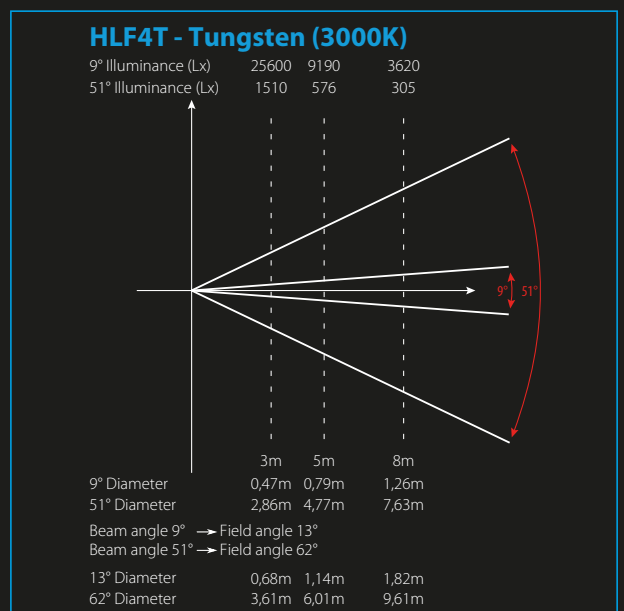 HLF4T - Tungsten (3000K)
9° Illuminance (Lx) 25600 9190 3620
51° Illuminance (Lx) 1510 576 305
9° 51°
3m 5m 8m
9° Diameter 0,47m 0,79m 1,26m
51° Diameter 2,86m 4,77m 7,63m
Beam angle 9° → Field angle 13°
Beam angle 51° → Field angle 62°
13° Diameter 0,68m 1,14m 1,82m
62° Diameter 3,61m 6,01m 9,61m